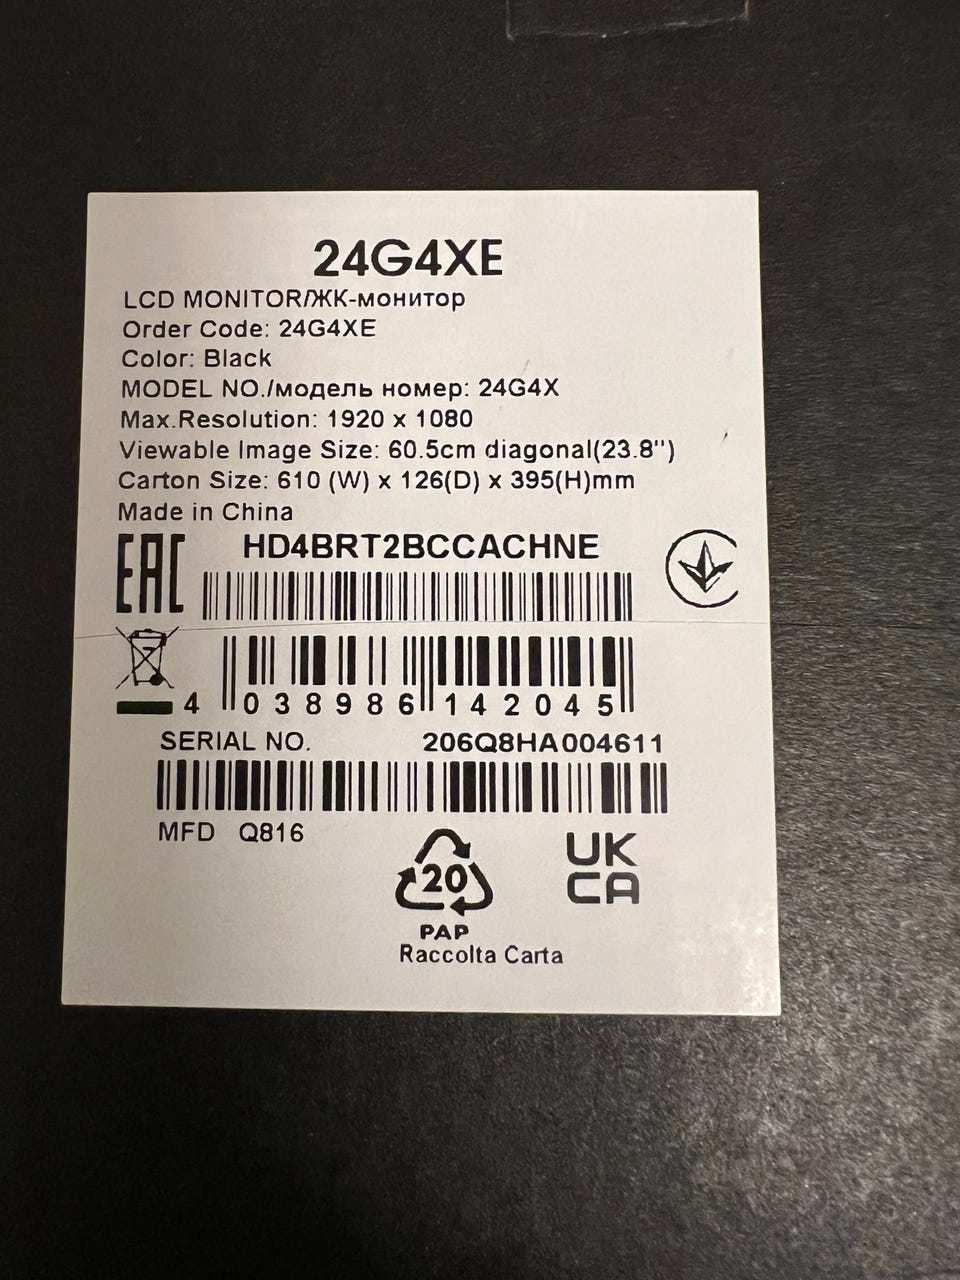 24G4XE
LCD MONITOR/ЖК-монитор
Order Code: 24G4XE
Color: Black
MODEL NO./модель номер: 24G4X
Max.Resolution: 1920 x 1080
Viewable Image Size: 60.5cm diagonal(23.8")
Carton Size: 610 (W) x 126(D) x 395(H)mm
Made in China
EAC HD4BRT2BCCACHNE
4 038986 142045
SERIAL NO. 206Q8HA004611
MFD Q816
20
PAP
Raccolta Carta
UK
CA